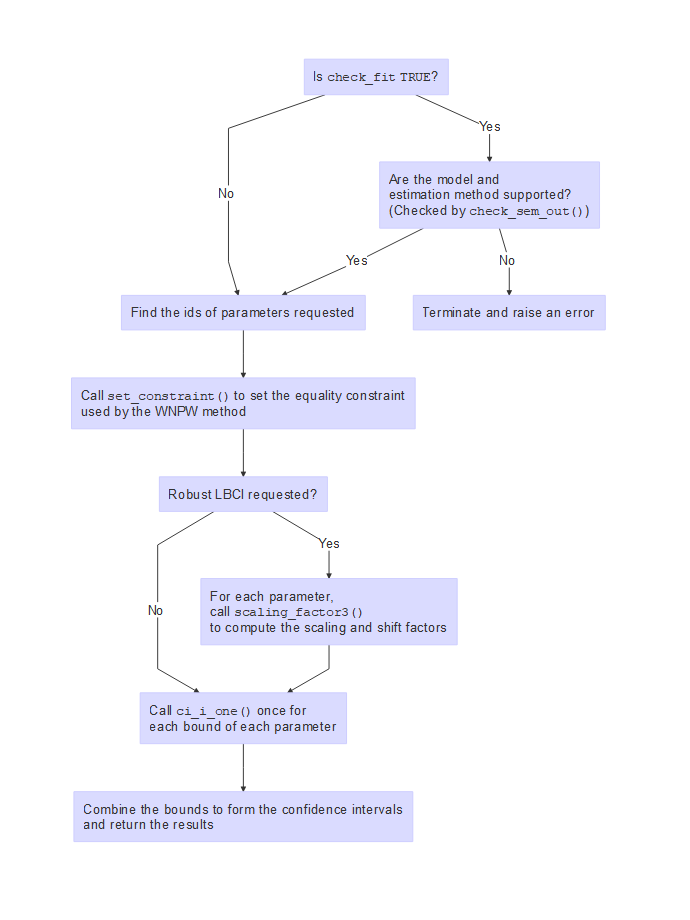 Is check_fit TRUE?
Yes
Are the model and
estimation method supported?
(Checked by check_sem_out())
No
Yes
No
Find the ids of parameters requested
Terminate and raise an error
Call set_constraint() to set the equality constraint
used by the WNPW method
Robust LBCI requested?
Yes
For each parameter,
call scaling_factor3()
to compute the scaling and shift factors
No
Call ci_i_one() once for
each bound of each parameter
Combine the bounds to form the confidence intervals
and return the results